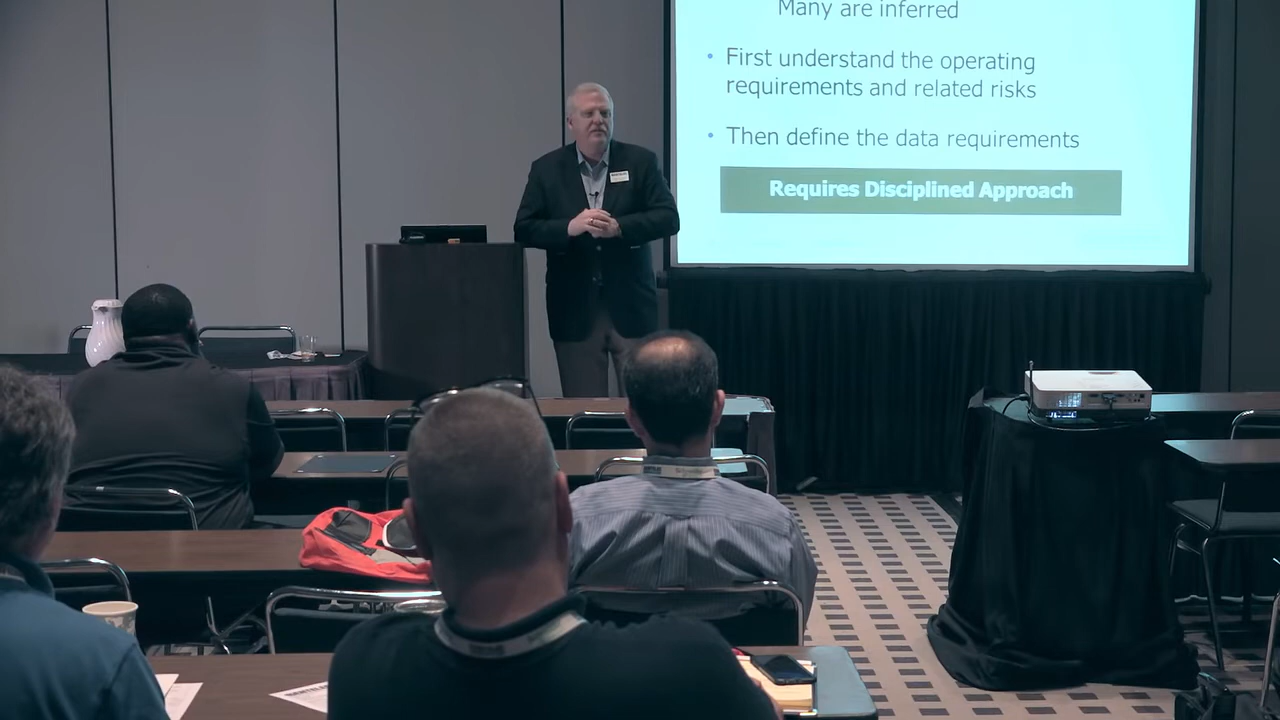 Many are inferred
• First understand the operating
requirements and related risks
• Then define the data requirements
Requires Disciplined Approach